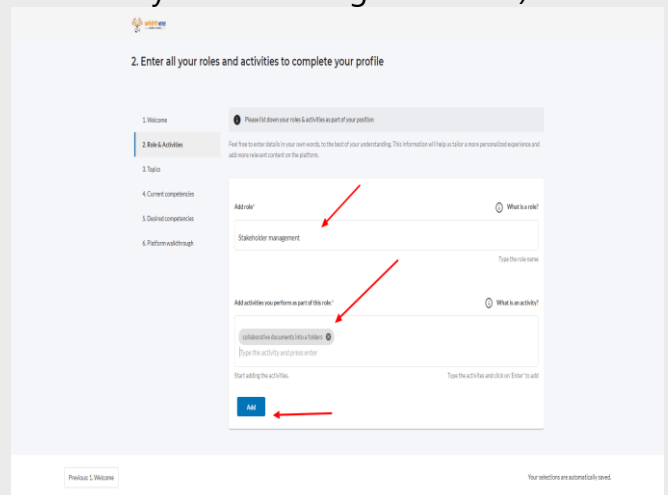 2. Enter all your roles and activities to complete your profile
1. Welcome
Please list down your roles & activities as part of your position
2. Role & Activities
Feel free to enter details in your own words, to the best of your understanding. This information will help us tailor a more personalized experience and
add more relevant content on the platform.
3. Topics
4. Current competencies
5. Desired competencies
6. Platform walkthrough
Add role*
What is a role?
Stakeholder management
Type the role name
Add activities you perform as part of this role.*
What is an activity?
collaborative documents into a folders
Type the activity and press enter
Start adding the activities.
Type the activites and click on 'Enter' to add
Add
Previous: 1. Welcome
Your selections are automatically saved.